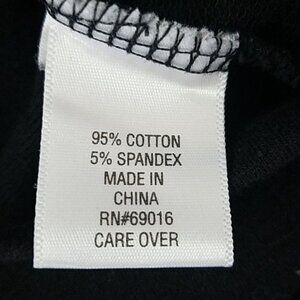 95% COTTON
5% SPANDEX
MADE IN
CHINA
RN#69016
CARE OVER